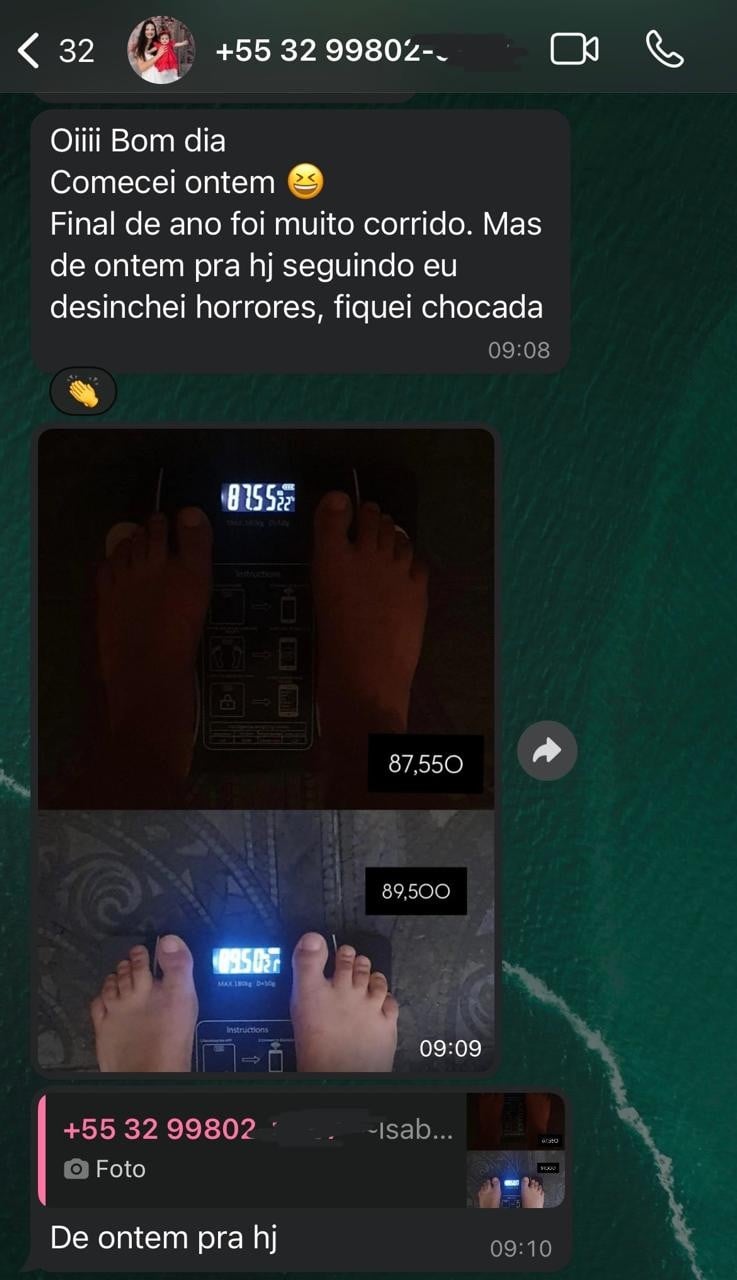 32
+55 32 99802-
Oiiii Bom dia
Comecei ontem 😆
Final de ano foi muito corrido. Mas
de ontem pra hj seguindo eu
desinchei horrores, fiquei chocada
09:08
👏
87.55
Instructions
87,550
89,500
89.50
MAX.180kg D=50g
Instructions
09:09
+55 32 99802
~Isab...
Foto
De ontem pra hj
09:10